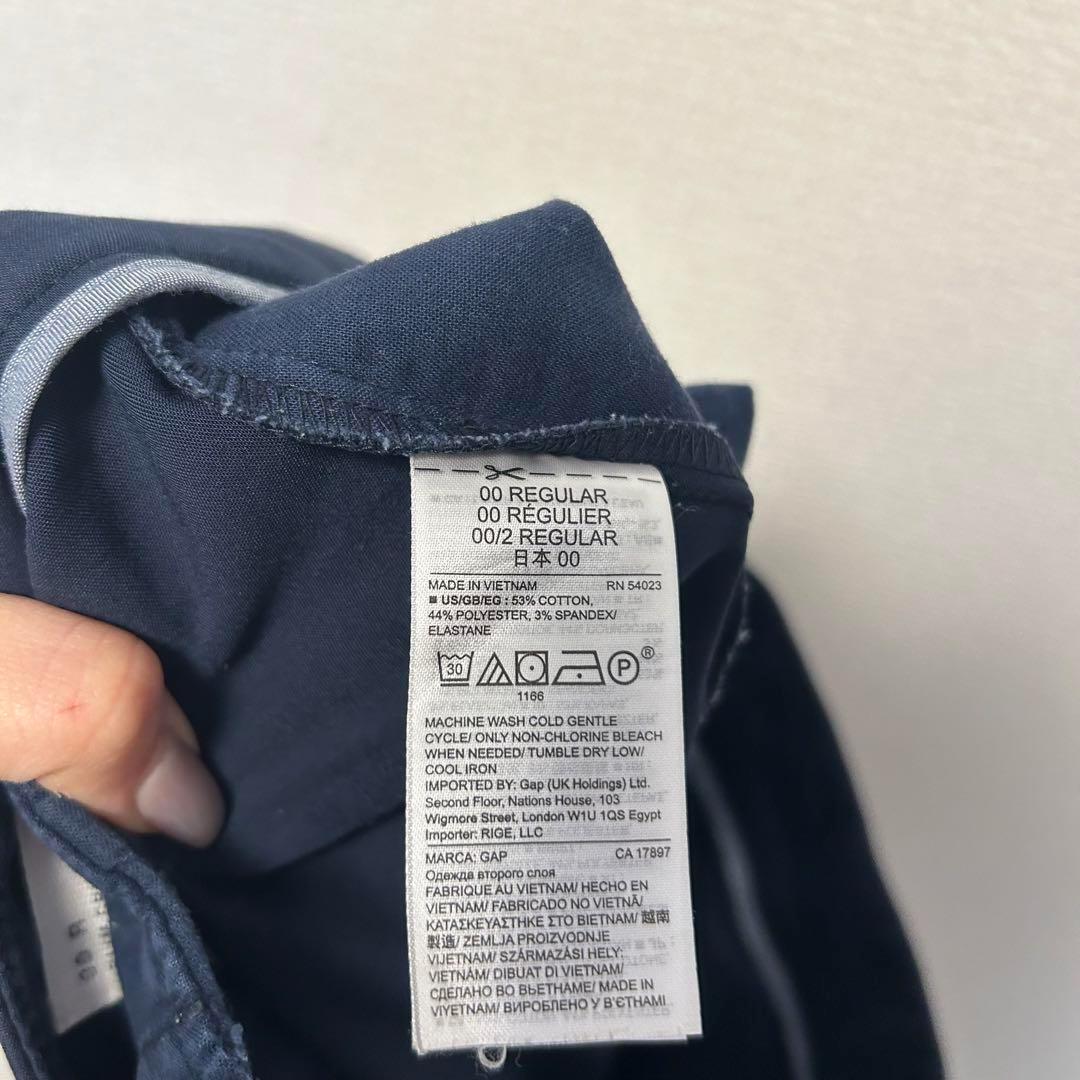 00 REGULAR
00 RÉGULIER
00/2 REGULAR
日本 00
MADE IN VIETNAM RN 54023
US/GB/EG : 53% COTTON,
44% POLYESTER, 3% SPANDEX/
ELASTANE
30 P ®
1166
MACHINE WASH COLD GENTLE
CYCLE/ ONLY NON-CHLORINE BLEACH
WHEN NEEDED/ TUMBLE DRY LOW/
COOL IRON
IMPORTED BY: Gap (UK Holdings) Ltd.
Second Floor, Nations House, 103
Wigmore Street, London W1U 1QS Egypt
Importer: RIGE, LLC
MARCA: GAP CA 17897
Одежда второго слоя
FABRIQUE AU VIETNAM/ HECHO EN
VIETNAM/ FABRICADO NO VIETNÃ/
ΚΑΤΑΣΚΕΥΑΣΤΗΚΕ ΣΤΟ ΒΙΕΤΝΑΜ/ 越南
製造/ ZEMLJA PROIZVODNJE
VIJETNAM/ SZÁRMAZÁSI HELY:
VIETNÁM/ DIBUAT DI VIETNAM/
СДЕЛАНО ВО ВЬЕТНАМЕ/ MADE IN
VIYETNAM/ ВИРОБЛЕНО У В'ЄТНАМІ